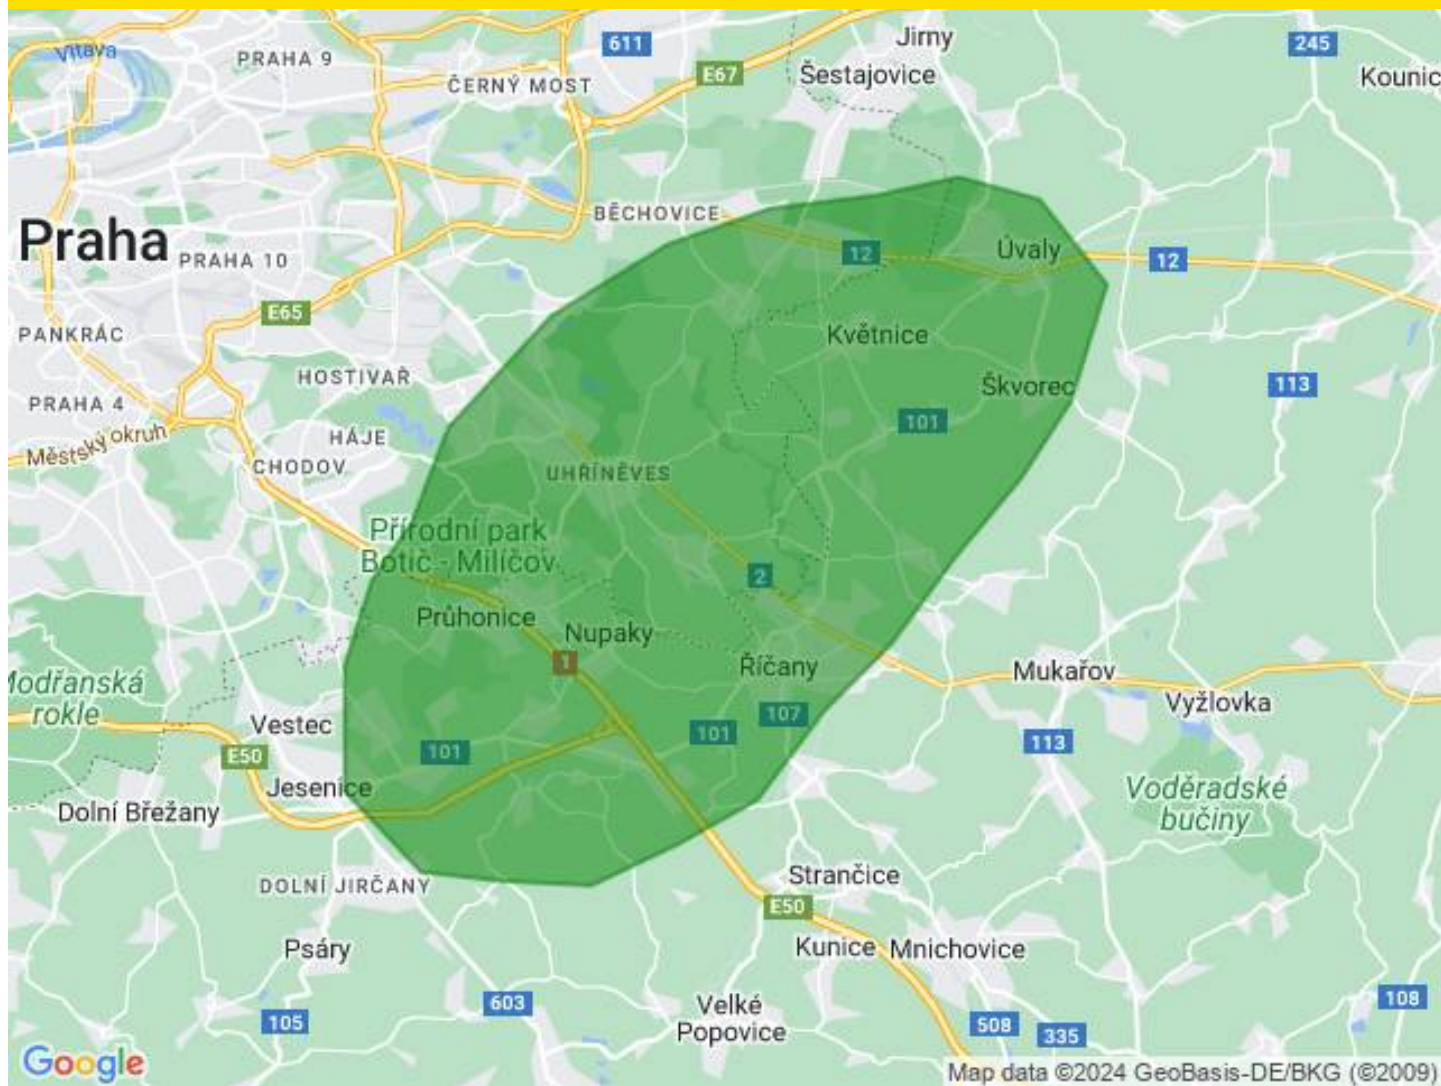 Jirny
611
245
Vltava
PRAHA 9
E67
Šestajovice
Kounic
ČERNÝ MOST
BĚCHOVICE
Praha
PRAHA 10
12
Úvaly
12
E65
PANKRÁC
Květnice
HOSTIVAŘ
Škvorec
113
PRAHA 4
101
Městský okruh
HÁJE
CHODOV
UHŘÍNĚVES
Přírodní park
Botič - Milíčov
2
Průhonice
Nupaky
1
Říčany
Mukařov
Modřanská
rokle
Vyžlovka
Vestec
107
101
113
101
E50
Jesenice
Voděradské
bučiny
Dolní Břežany
Strančice
DOLNÍ JIRČANY
E50
Psáry
Kunice
Mnichovice
603
Velké
Popovice
108
105
508
335
Google
Map data ©2024 GeoBasis-DE/BKG (©2009)